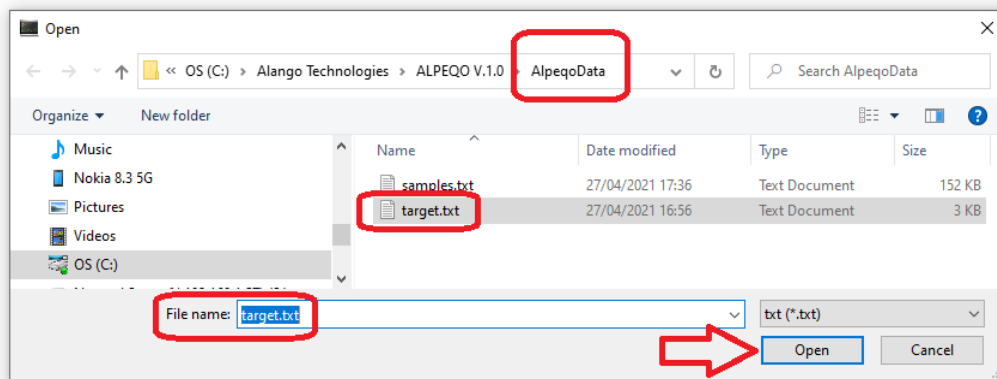 Open
« OS (C:) › Alango Technologies › ALPEQO V.1.0 › AlpeqoData
Search AlpeqoData
Organize
New folder
Name Date modified Type Size
Music
Nokia 8.3 5G
Pictures
Videos
OS (C:)
samples.txt 27/04/2021 17:36 Text Document 152 KB
target.txt 27/04/2021 16:56 Text Document 3 KB
File name: target.txt
txt (*.txt)
Open
Cancel